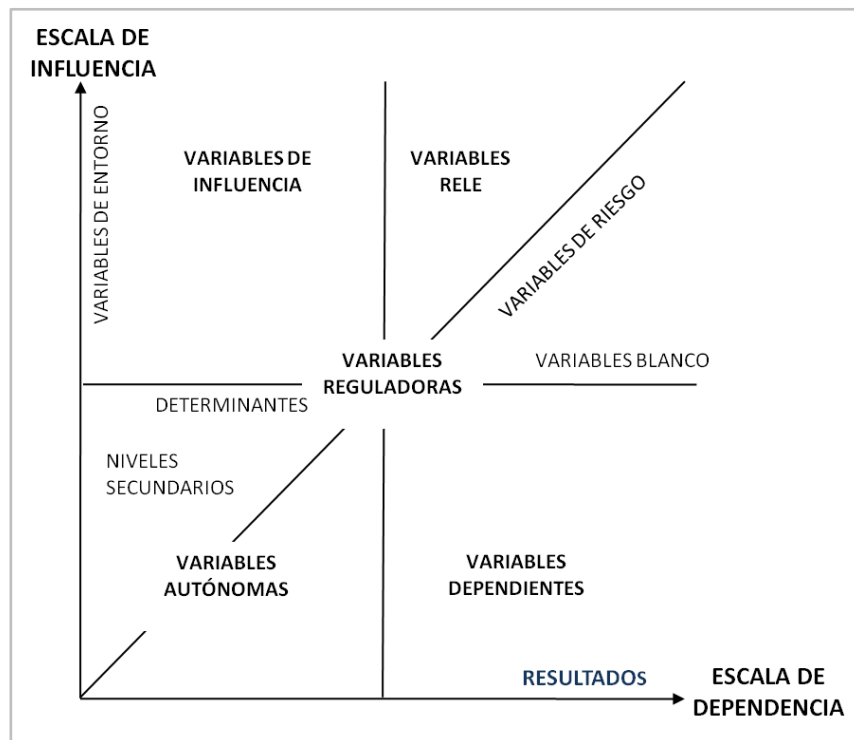 ESCALA DE
INFLUENCIA
VARIABLES DE ENTORNO
VARIABLES DE
INFLUENCIA
VARIABLES
RELE
VARIABLES DE RIESGO
VARIABLES
REGULADORAS
VARIABLES BLANCO
DETERMINANTES
NIVELES
SECUNDARIOS
VARIABLES
AUTÓNOMAS
VARIABLES
DEPENDIENTES
RESULTADOS
ESCALA DE
DEPENDENCIA